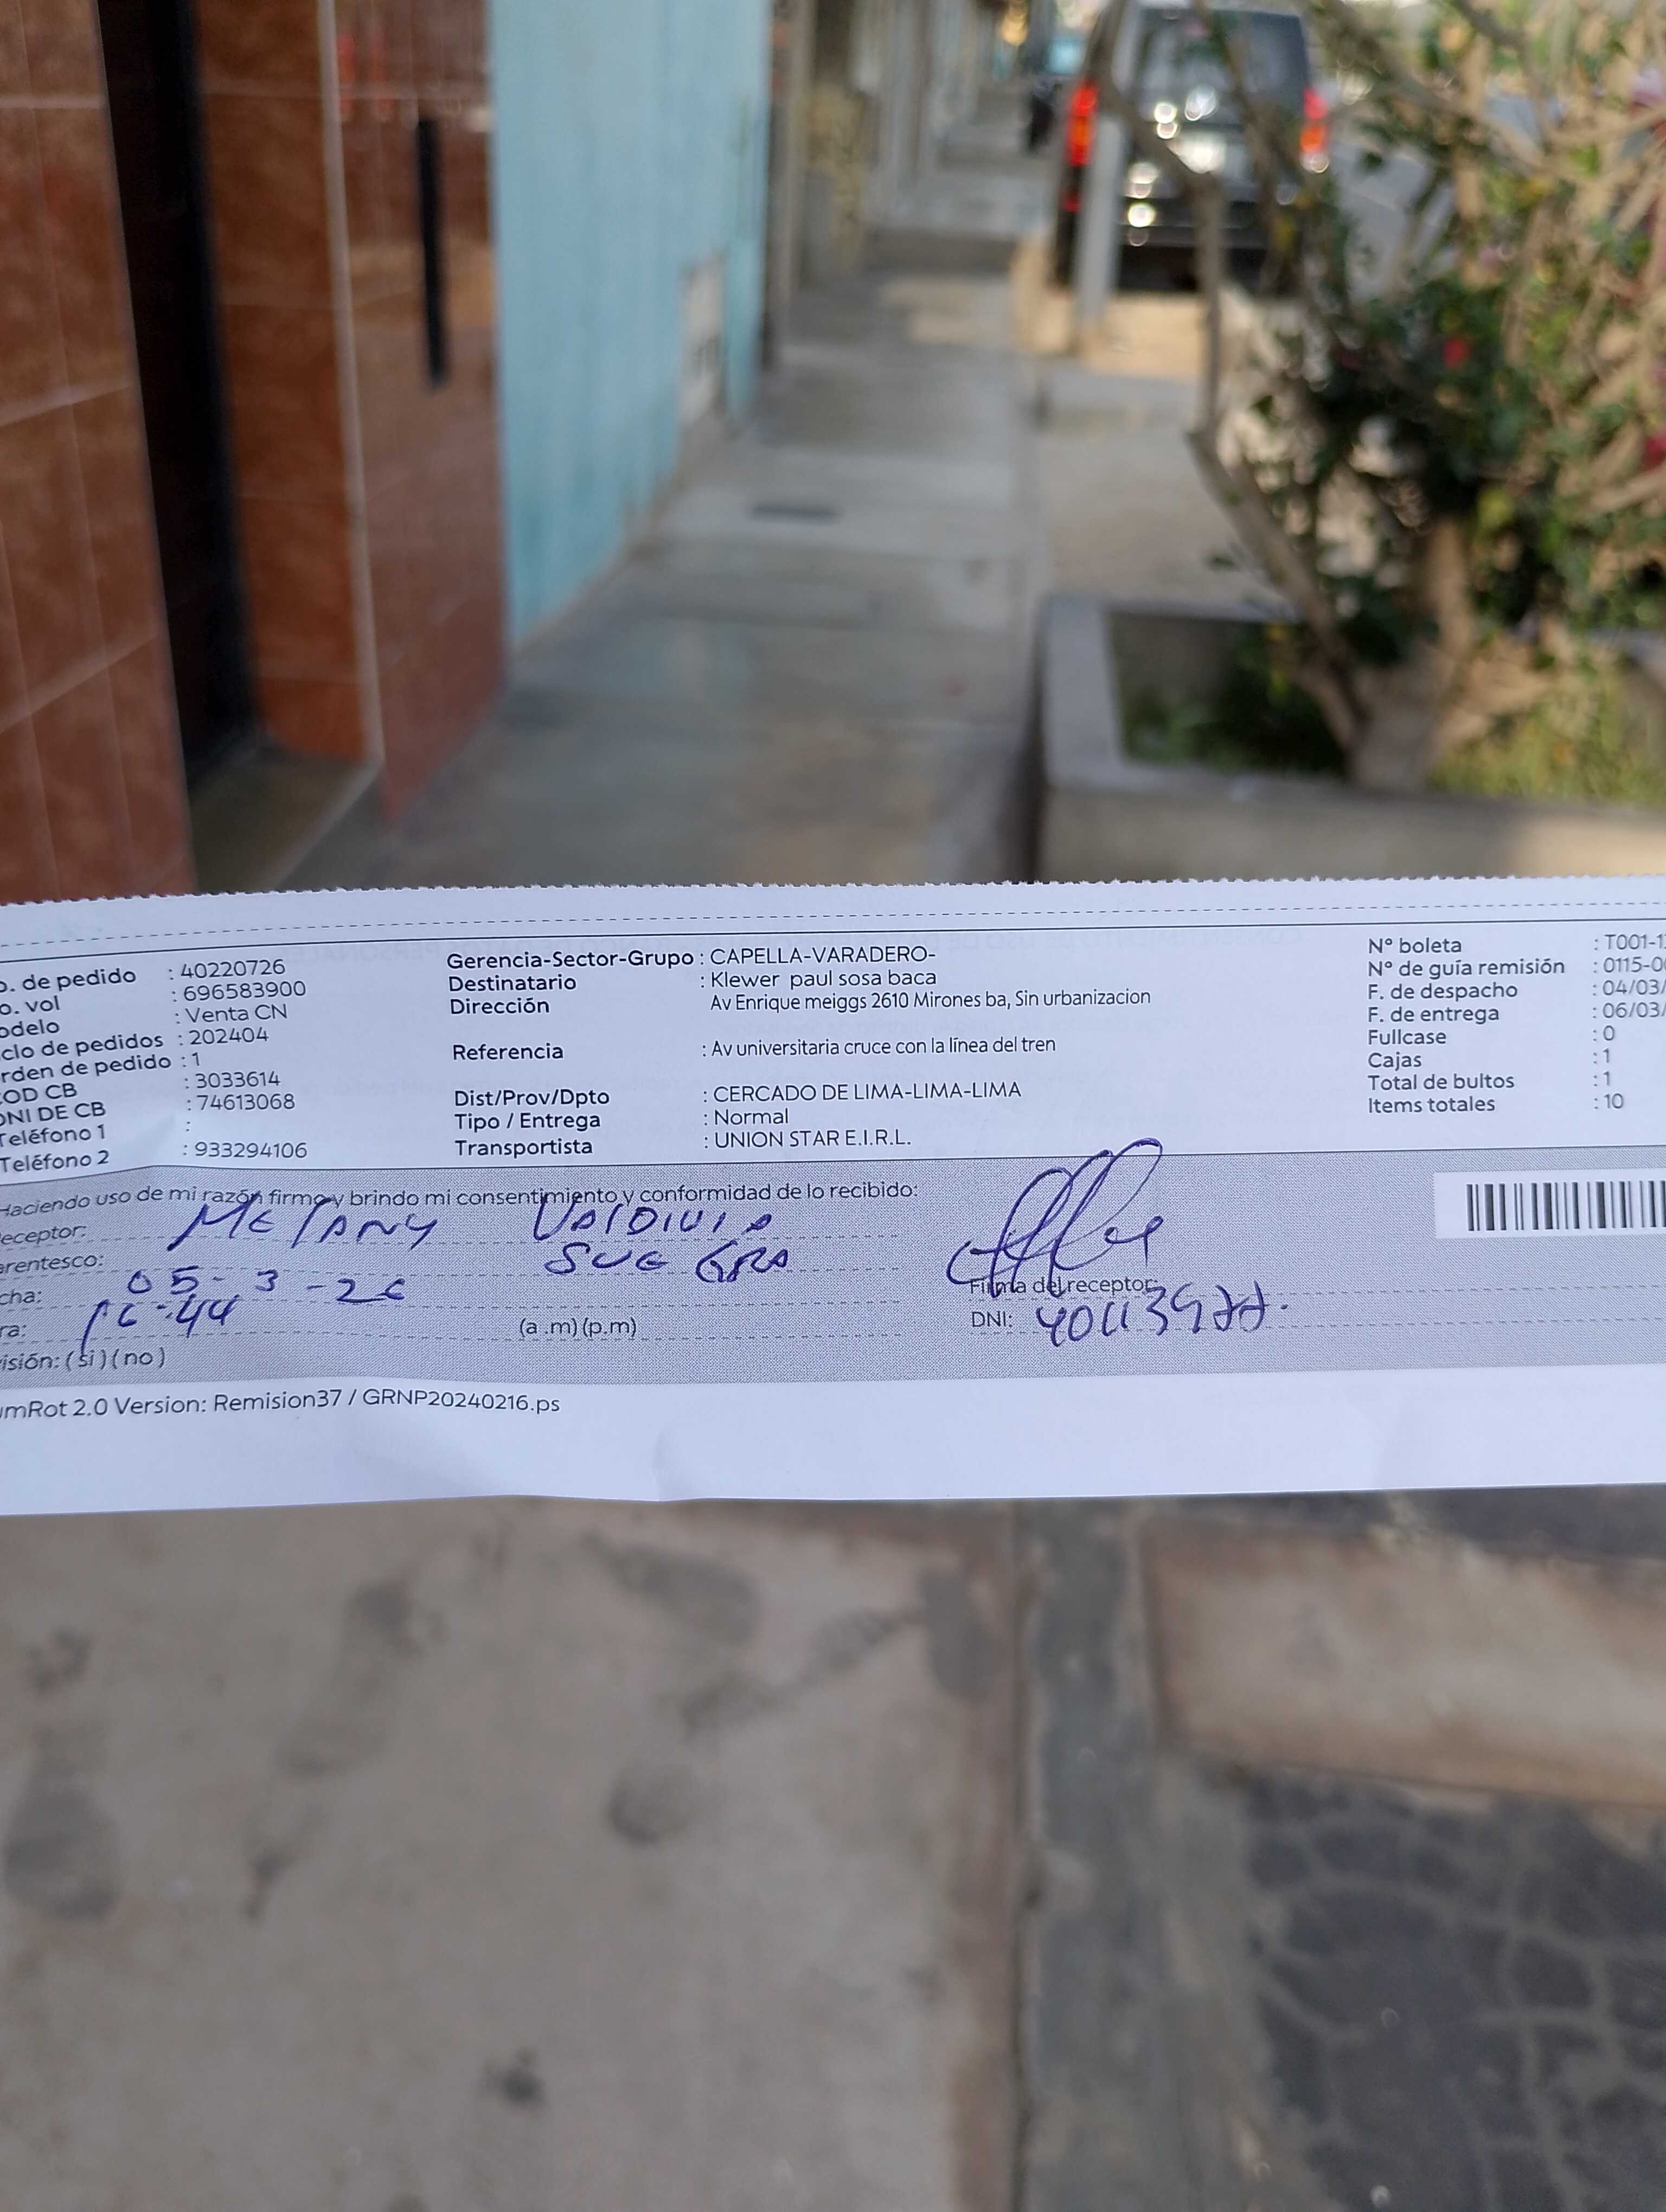 o. de pedido : 40220726
o. vol : 696583900
odelo : Venta CN
clo de pedidos : 202404
rden de pedido : 1
OD CB : 3033614
DNI DE CB : 74613068
Teléfono 1 :
Teléfono 2 : 933294106
Gerencia-Sector-Grupo : CAPELLA-VARADERO-
Destinatario : Klewer paul sosa baca
Dirección Av Enrique meiggs 2610 Mirones ba, Sin urbanizacion
Referencia : Av universitaria cruce con la línea del tren
Dist/Prov/Dpto : CERCADO DE LIMA-LIMA-LIMA
Tipo / Entrega : Normal
Transportista : UNION STAR E.I.R.L.
N° boleta : T001-1
N° de guía remisión : 0115-0
F. de despacho : 04/03/
F. de entrega : 06/03/
Fullcase : 0
Cajas : 1
Total de bultos : 1
Items totales : 10
Haciendo uso de mi razón firmo y brindo mi consentimiento y conformidad de lo recibido:
eceptor:
arentesco: SUEGRA
cha: 05-3-26
ra: 16:44 (a.m) (p.m)
isión: (si) (no)
Firma del receptor:
DNI:
umRot 2.0 Version: Remision37 / GRNP20240216.ps